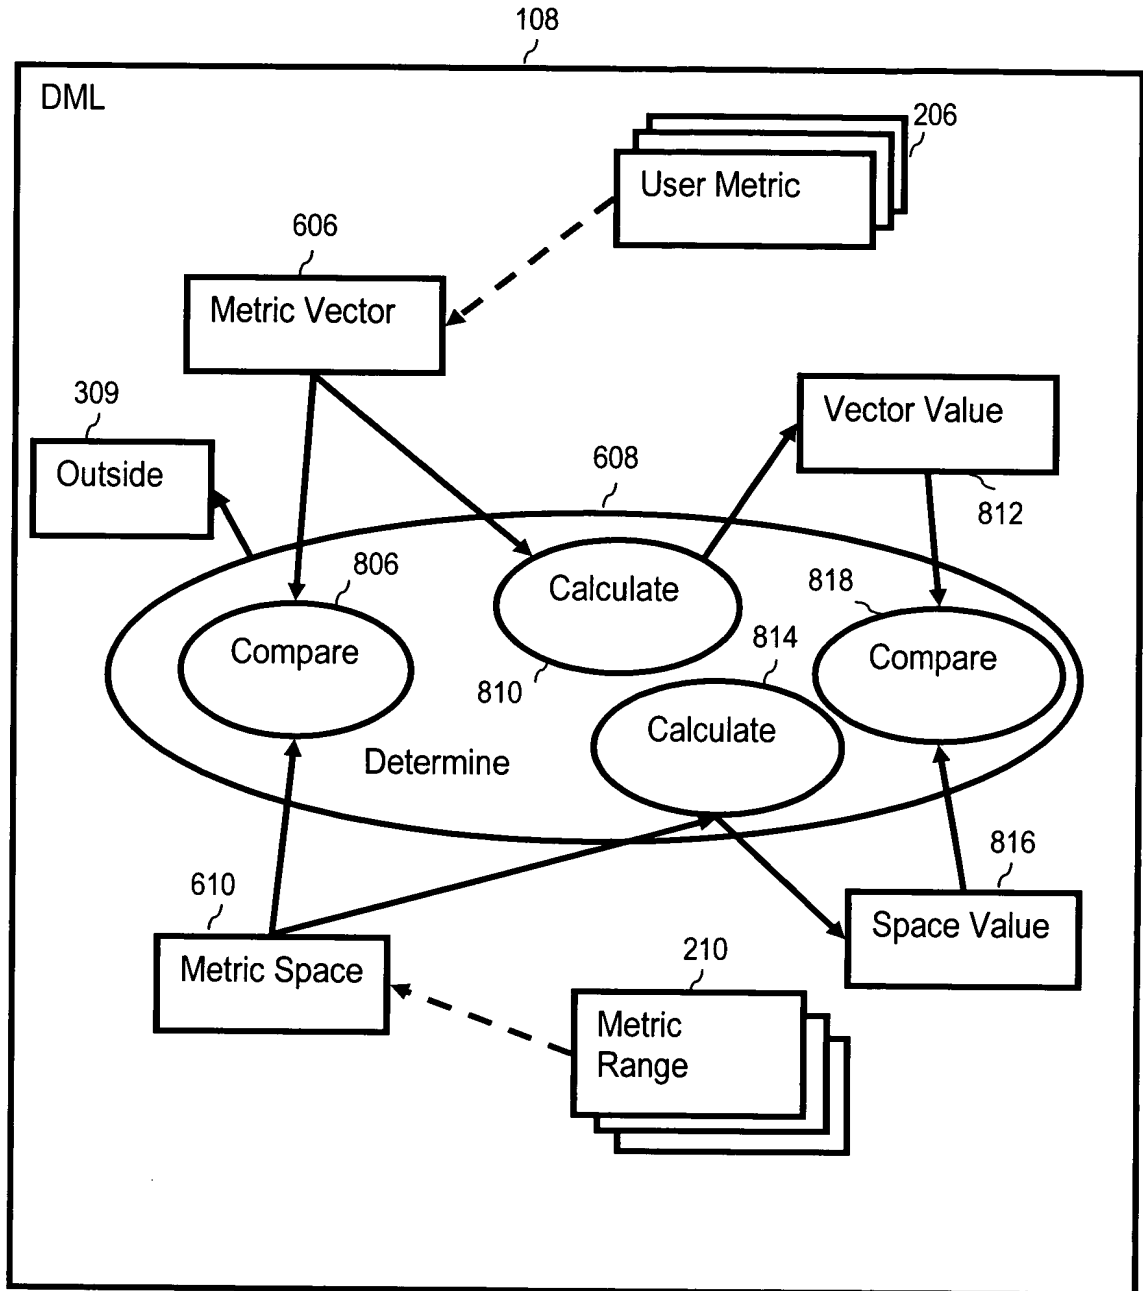 108
DML
206
User Metric
606
Metric Vector
309
Outside
Vector Value
812
608
806
Compare
Calculate
810
818
Compare
814
Calculate
Determine
610
Metric Space
816
Space Value
210
Metric
Range